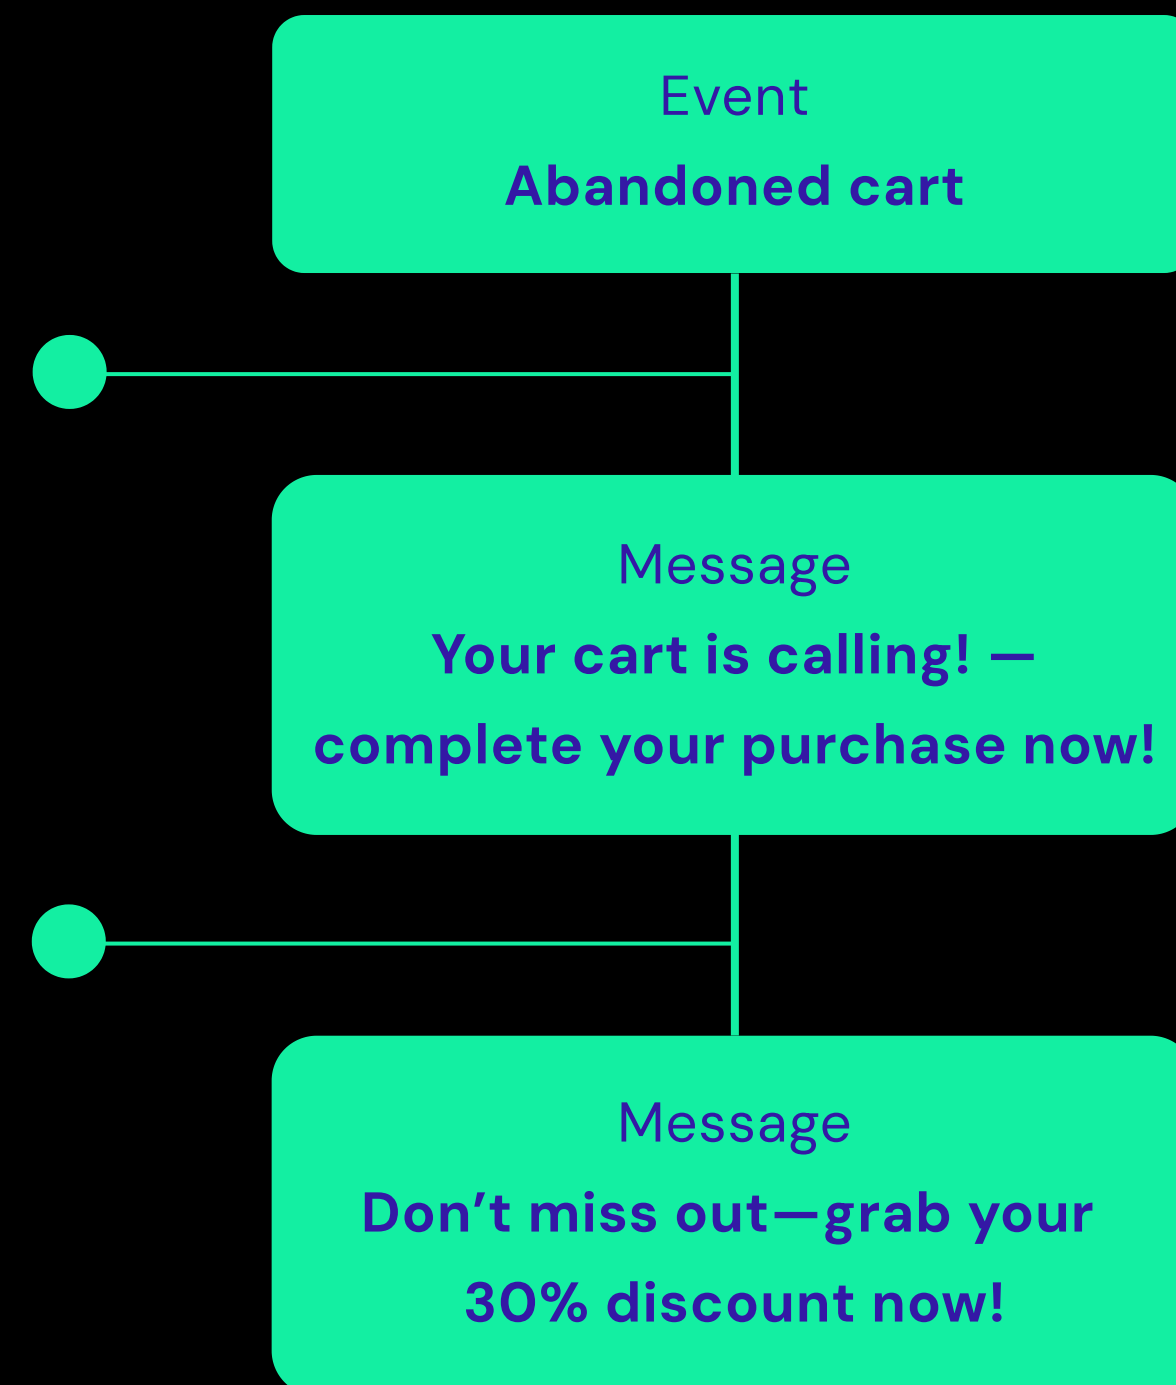 Event
Abandoned cart
Message
Your cart is calling! —
complete your purchase now!
Message
Don’t miss out—grab your
30% discount now!